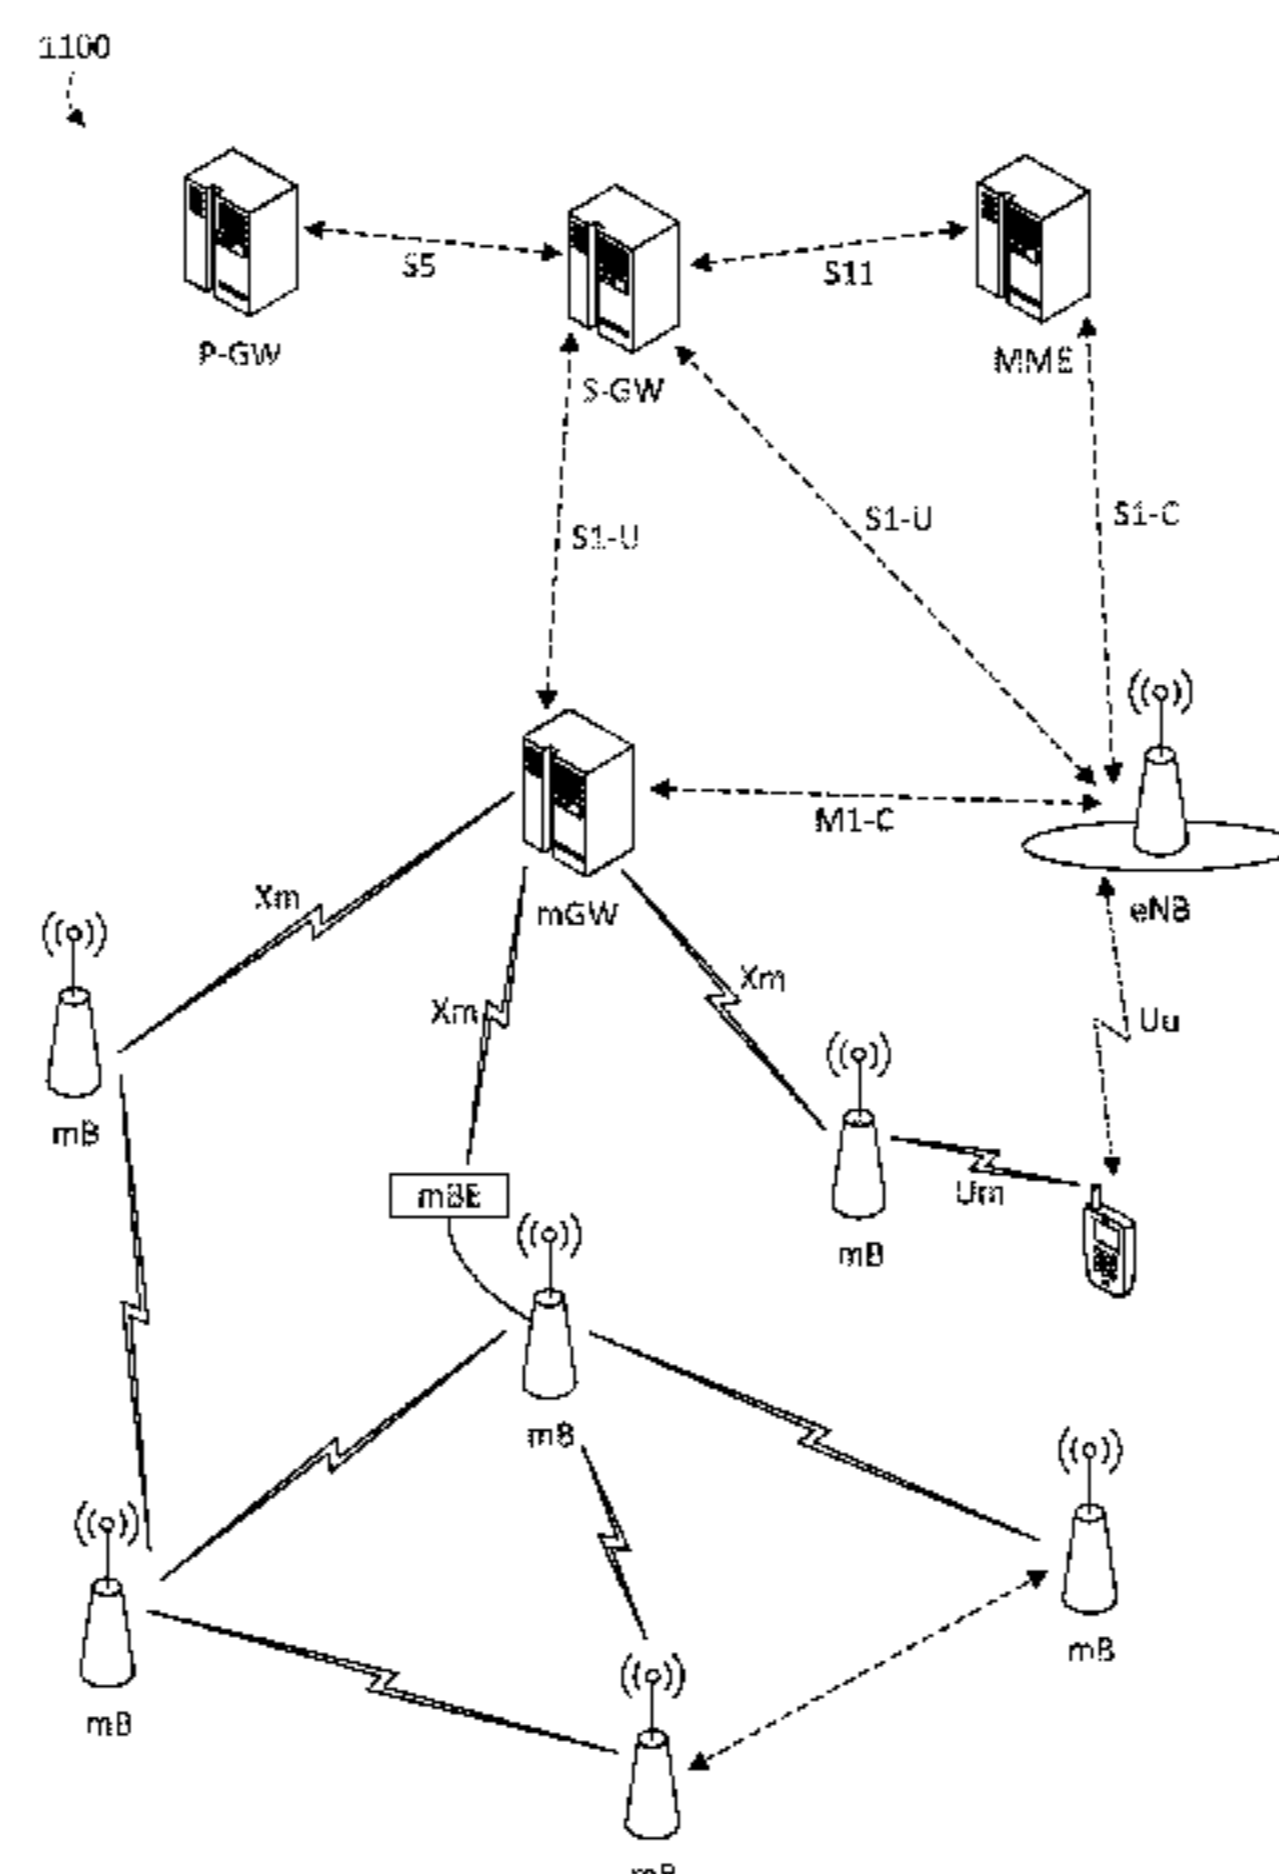 1100
S5
S11
P-GW
S-GW
MME
S1-U
S1-U
S1-C
M1-C
Xm
mGW
eNB
Xm
Xm
Uu
mB
mBE
Um
mB
mB
mB
mB
mB